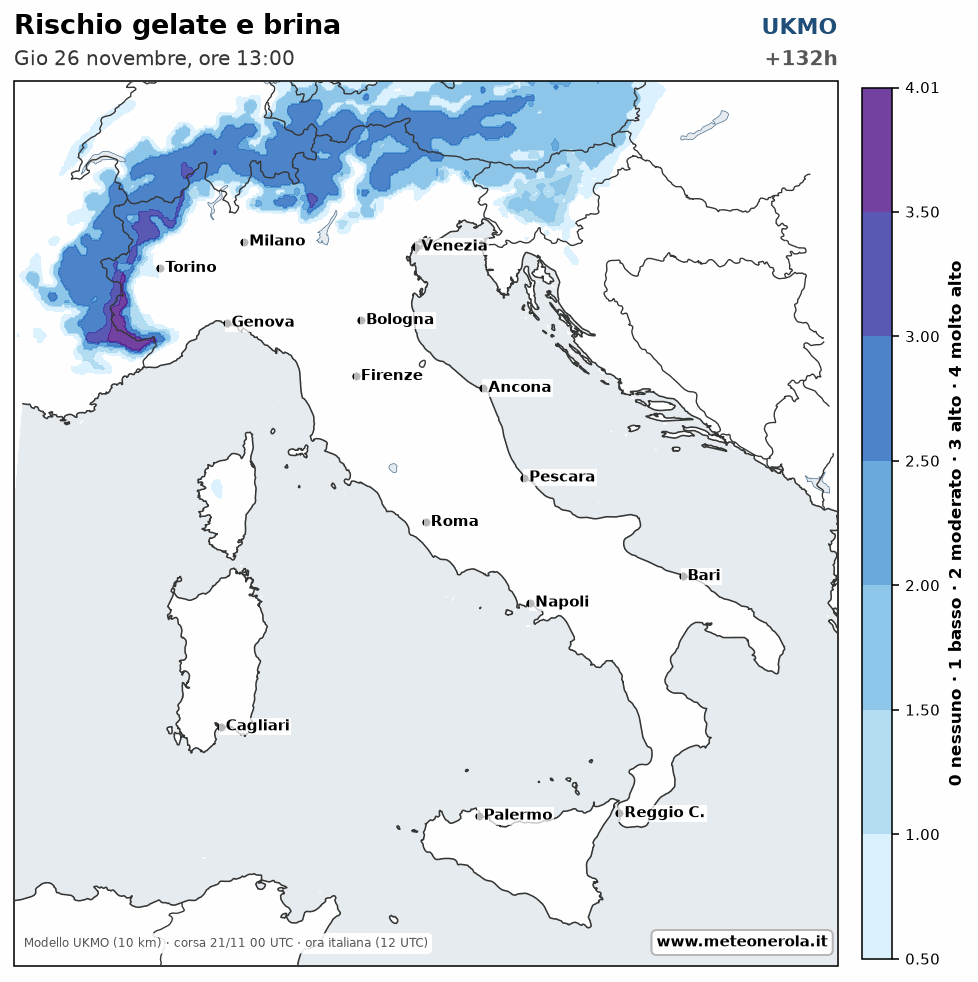 Rischio gelate e brina
UKMO
Gio 26 novembre, ore 13:00
+132h
4.01
3.50
3.00
2.50
2.00
1.50
1.00
0.50
0 nessuno · 1 basso · 2 moderato · 3 alto · 4 molto alto
Milano
Venezia
Torino
Genova
Bologna
Firenze
Ancona
Pescara
Roma
Bari
Napoli
Cagliari
Palermo
Reggio C.
Modello UKMO (10 km) · corsa 21/11 00 UTC · ora italiana (12 UTC)
www.meteonerola.it